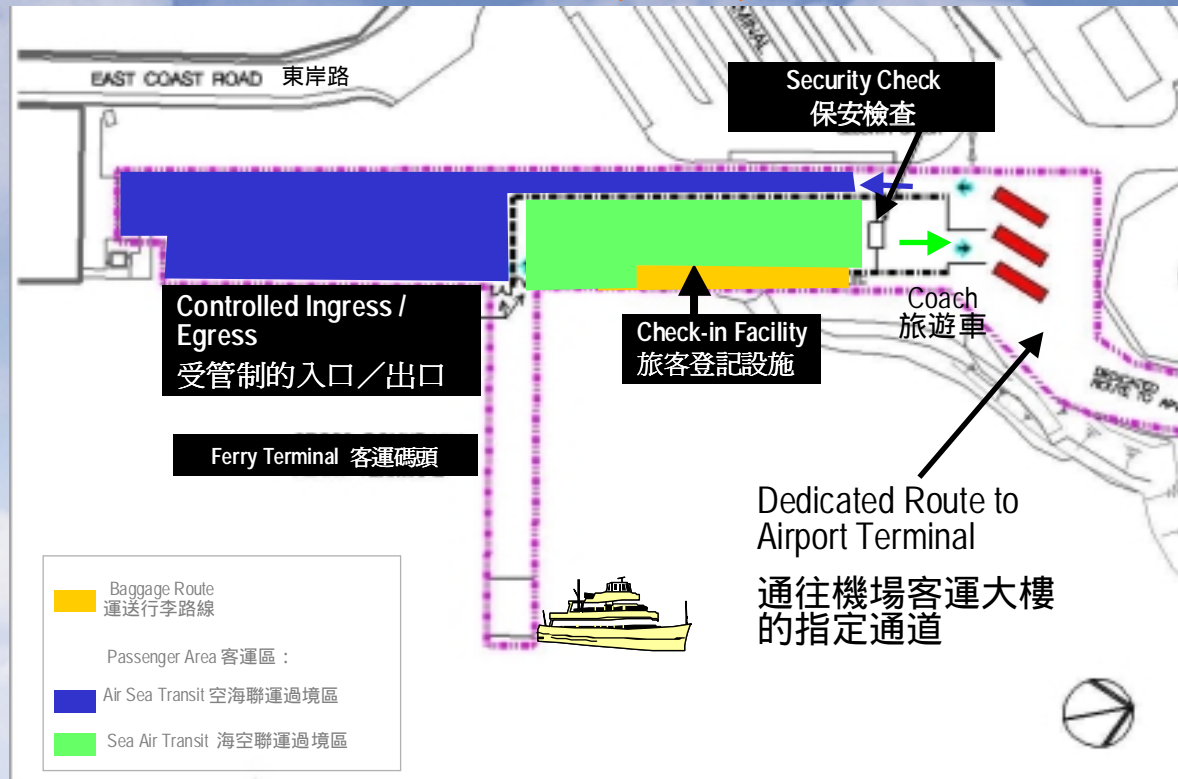 TERMINAL
EAST COAST ROAD 東岸路
Security Check
保安檢查
Controlled Ingress /
Egress
受管制的入口／出口
Check-in Facility
旅客登記設施
Coach
旅遊車
DEDICATED
ROUTE TO
Ferry Terminal 客運碼頭
Dedicated Route to
Airport Terminal
通往機場客運大樓
的指定通道
Baggage Route
運送行李路線
Passenger Area 客運區：
Air Sea Transit 空海聯運過境區
Sea Air Transit 海空聯運過境區